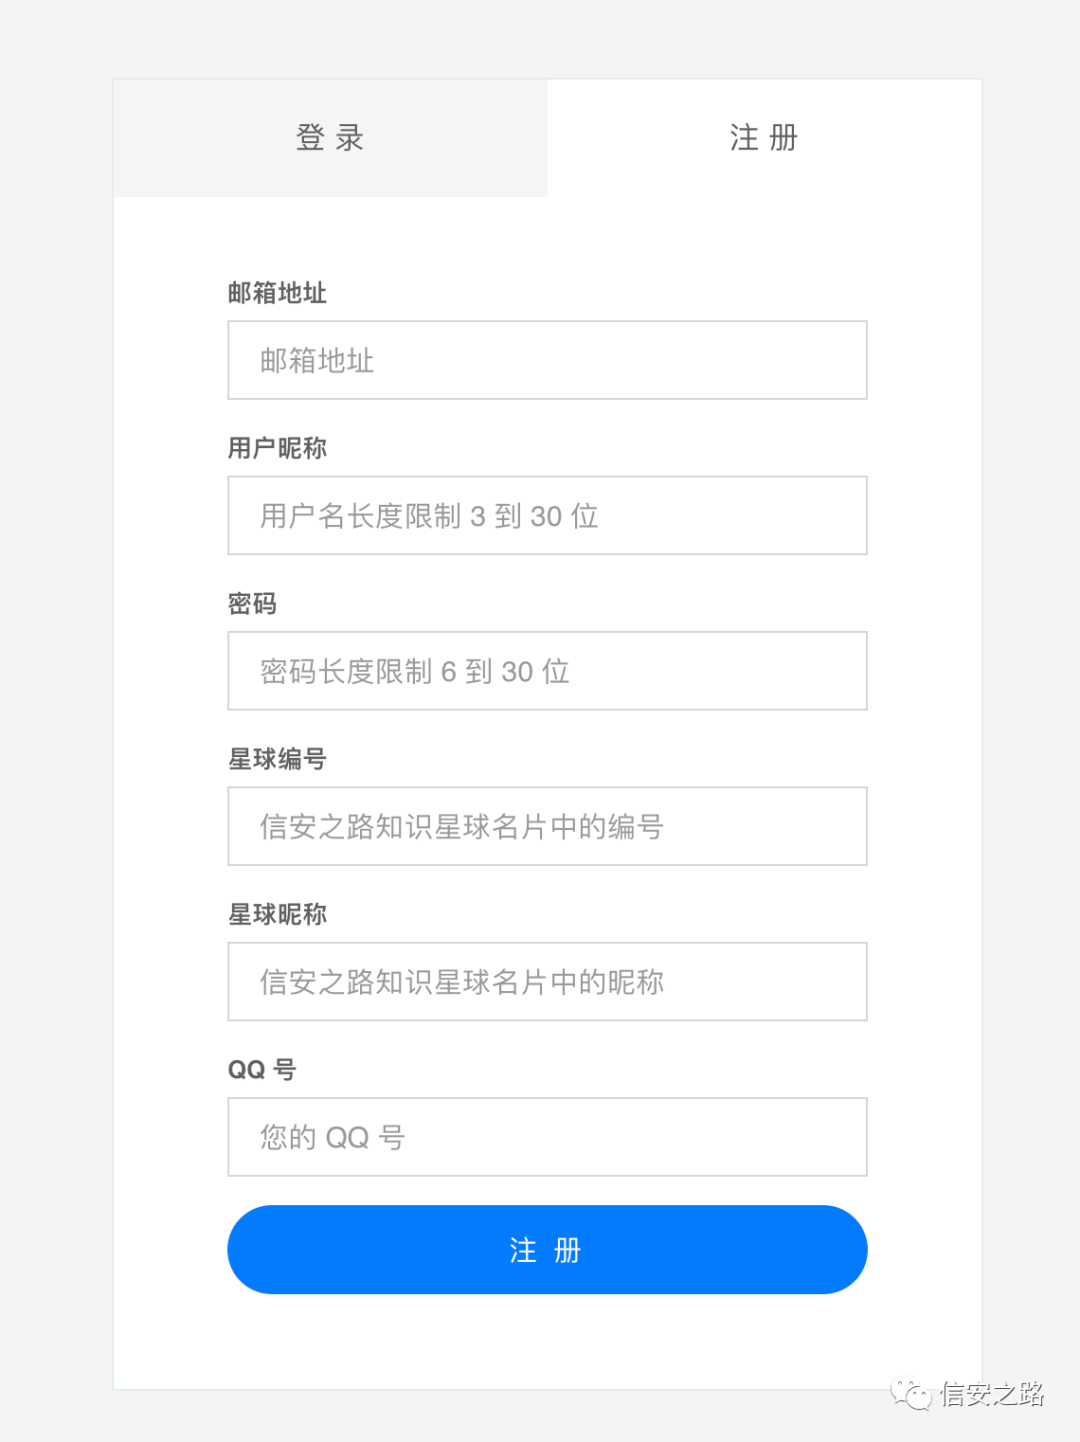 登 录
注 册
邮箱地址
邮箱地址
用户昵称
用户名长度限制 3 到 30 位
密码
密码长度限制 6 到 30 位
星球编号
信安之路知识星球名片中的编号
星球昵称
信安之路知识星球名片中的昵称
QQ 号
您的 QQ 号
注 册
信安之路